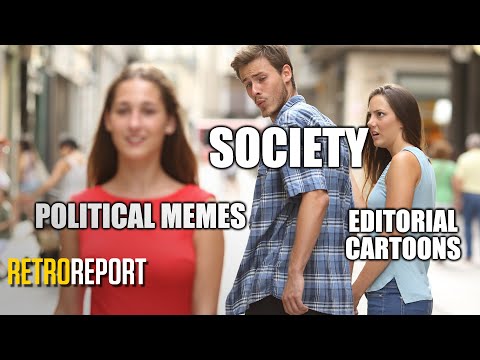 SOCIETY
POLITICAL MEMES
EDITORIAL
CARTOONS
RETROREPORT